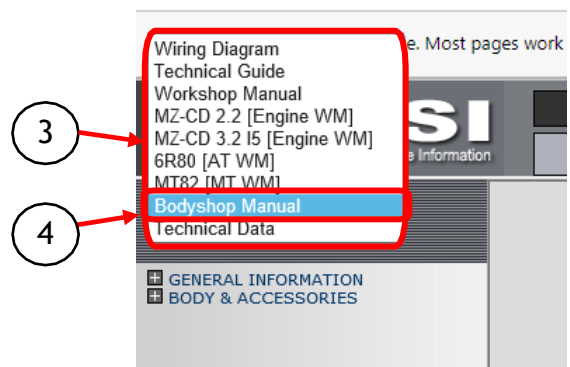 Wiring Diagram
e. Most pages work
Technical Guide
Workshop Manual
MZ-CD 2.2 [Engine WM]
3
MZ-CD 3.2 I5 [Engine WM]
SI
6R80 [AT WM]
e Information
MT82 [MT WM]
Bodyshop Manual
4
Technical Data
GENERAL INFORMATION
BODY & ACCESSORIES